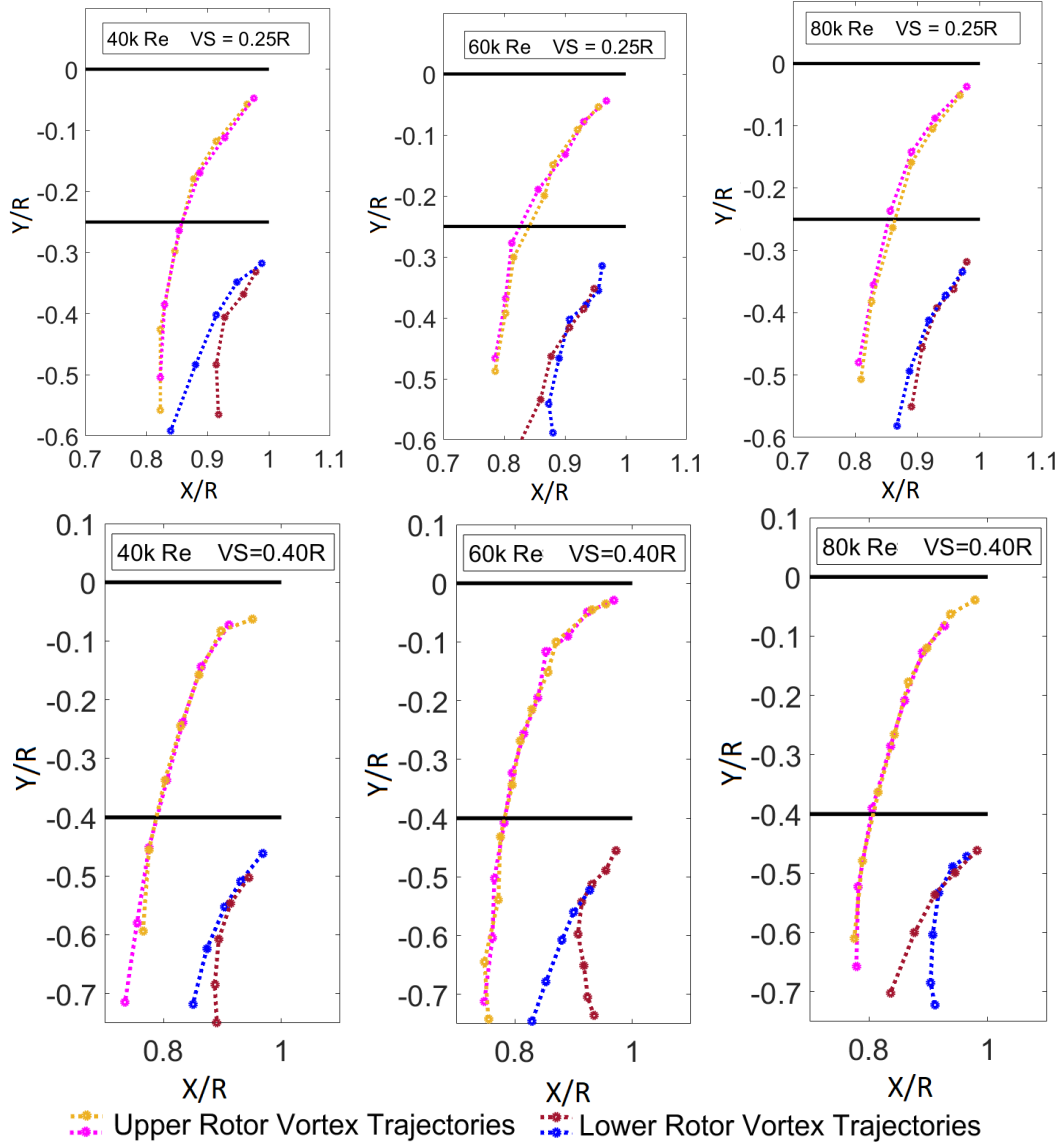 40k Re VS = 0.25R
60k Re VS = 0.25R
80k Re VS = 0.25R
0
-0.1
-0.2
-0.3
-0.4
-0.5
-0.6
Y/R
0.7 0.8 0.9 1 1.1
X/R
0
-0.1
-0.2
-0.3
-0.4
-0.5
-0.6
Y/R
0.7 0.8 0.9 1 1.1
X/R
0
-0.1
-0.2
-0.3
-0.4
-0.5
-0.6
Y/R
0.7 0.8 0.9 1 1.1
X/R
40k Re VS=0.40R
60k Re VS=0.40R
80k Re VS=0.40R
0.1
0
-0.1
-0.2
-0.3
-0.4
-0.5
-0.6
-0.7
Y/R
0.8 1
X/R
0.1
0
-0.1
-0.2
-0.3
-0.4
-0.5
-0.6
-0.7
Y/R
0.8 1
X/R
0.1
0
-0.1
-0.2
-0.3
-0.4
-0.5
-0.6
-0.7
Y/R
0.8 1
X/R
Upper Rotor Vortex Trajectories
Lower Rotor Vortex Trajectories